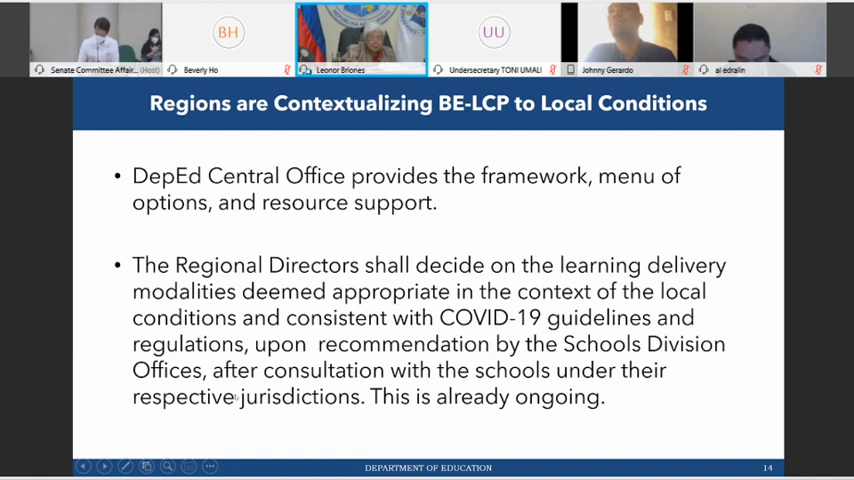 BH
UU
Senate Committee Affair... (Host)
Beverly Ho
Leonor Briones
Undersecretary TONI UMALI
Johnny Gerardo
al edralin
Regions are Contextualizing BE-LCP to Local Conditions
• DepEd Central Office provides the framework, menu of
options, and resource support.
• The Regional Directors shall decide on the learning delivery
modalities deemed appropriate in the context of the local
conditions and consistent with COVID-19 guidelines and
regulations, upon recommendation by the Schools Division
Offices, after consultation with the schools under their
respective jurisdictions. This is already ongoing.
DEPARTMENT OF EDUCATION
14